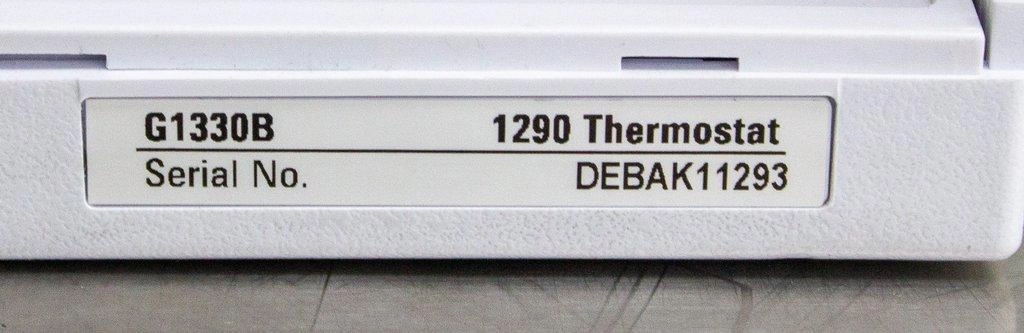 G1330B 1290 Thermostat
Serial No. DEBAK11293